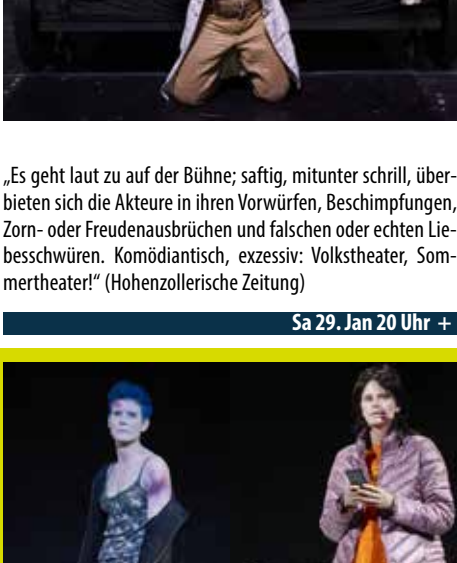 „Es geht laut zu auf der Bühne; saftig, mitunter schrill, über-
bieten sich die Akteure in ihren Vorwürfen, Beschimpfungen,
Zorn- oder Freudenausbrüchen und falschen oder echten Lie-
besschwüren. Komödiantisch, exzessiv: Volkstheater, Som-
mertheater!“ (Hohenzollerische Zeitung)
Sa 29. Jan 20 Uhr +